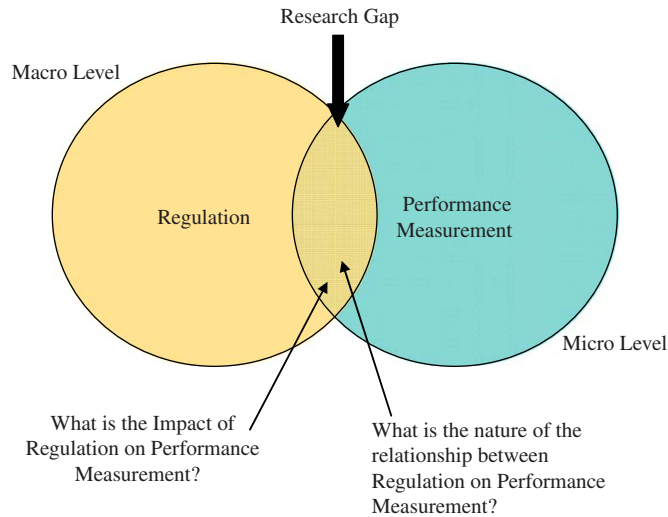 Research Gap
Macro Level
Regulation
Performance
Measurement
Micro Level
What is the Impact of
Regulation on Performance
Measurement?
What is the nature of the
relationship between
Regulation on Performance
Measurement?